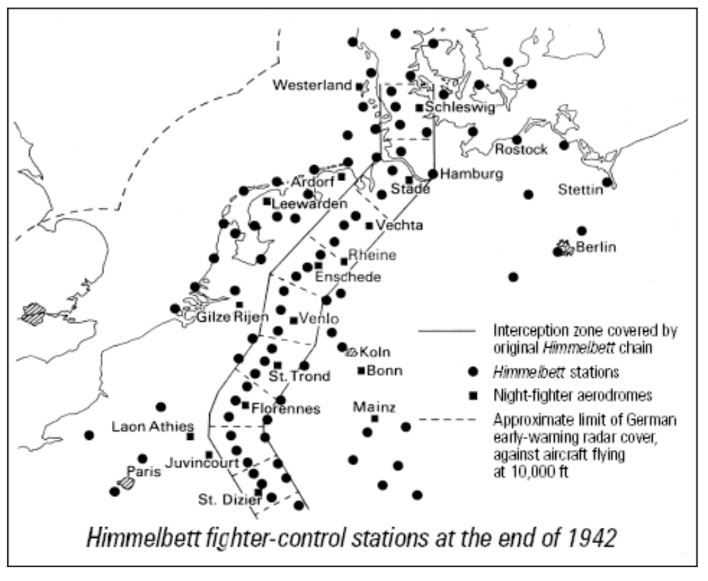 Westerland
Schleswig
Rostock
Hamburg
Ardorf
Stade
Stettin
Leewarden
Vechta
Berlin
Rheine
Enschede
Gilze Rijen
Venlo
Interception zone covered by
original Himmelbett chain
Koln
Himmelbett stations
St. Trond
Bonn
Night-fighter aerodromes
Florennes
Mainz
Approximate limit of German
early-warning radar cover,
against aircraft flying
at 10,000 ft
Laon Athies
Juvincourt
Paris
St. Dizier
Himmelbett fighter-control stations at the end of 1942